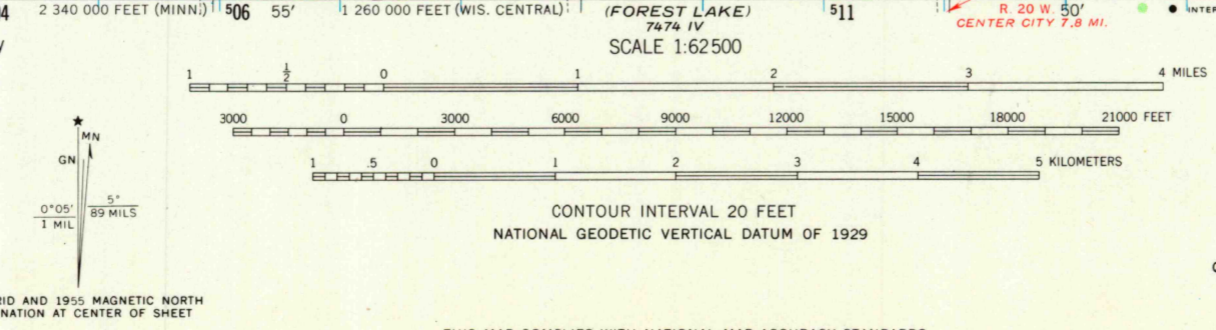 2 340 000 FEET (MINN.) 506 55' 1 260 000 FEET (WIS. CENTRAL) (FOREST LAKE) 511 R. 20 W. 50'
7474 IV CENTER CITY 7.8 MI.
SCALE 1:62500
1 1/2 0 1 2 3 4 MILES
3000 0 3000 6000 9000 12000 15000 18000 21000 FEET
1 .5 0 1 2 3 4 5 KILOMETERS
★
MN
GN
0°05' 5°
1 MIL 89 MILS
CONTOUR INTERVAL 20 FEET
NATIONAL GEODETIC VERTICAL DATUM OF 1929
AND 1955 MAGNETIC NORTH
AT CENTER OF SHEET